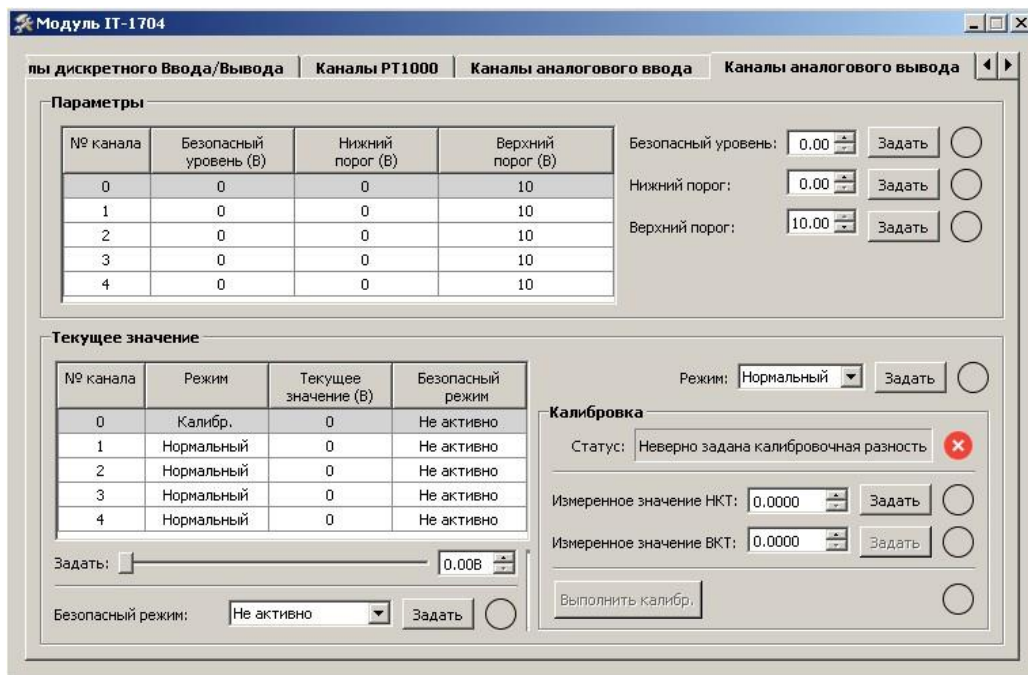 Модуль IT-1704
лы дискретного Ввода/Вывода
Каналы PT1000
Каналы аналогового ввода
Каналы аналогового вывода
Параметры
№ канала Безопасный уровень (В) Нижний порог (В) Верхний порог (В)
0 0 0 10
1 0 0 10
2 0 0 10
3 0 0 10
4 0 0 10
Безопасный уровень: 0.00 Задать
Нижний порог: 0.00 Задать
Верхний порог: 10.00 Задать
Текущее значение
№ канала Режим Текущее значение (В) Безопасный режим
0 Калибр. 0 Не активно
1 Нормальный 0 Не активно
2 Нормальный 0 Не активно
3 Нормальный 0 Не активно
4 Нормальный 0 Не активно
Задать: 0.00В
Безопасный режим: Не активно Задать
Режим: Нормальный Задать
Калибровка
Статус: Неверно задана калибровочная разность
Измеренное значение НКТ: 0.0000 Задать
Измеренное значение ВКТ: 0.0000 Задать
Выполнить калибр.